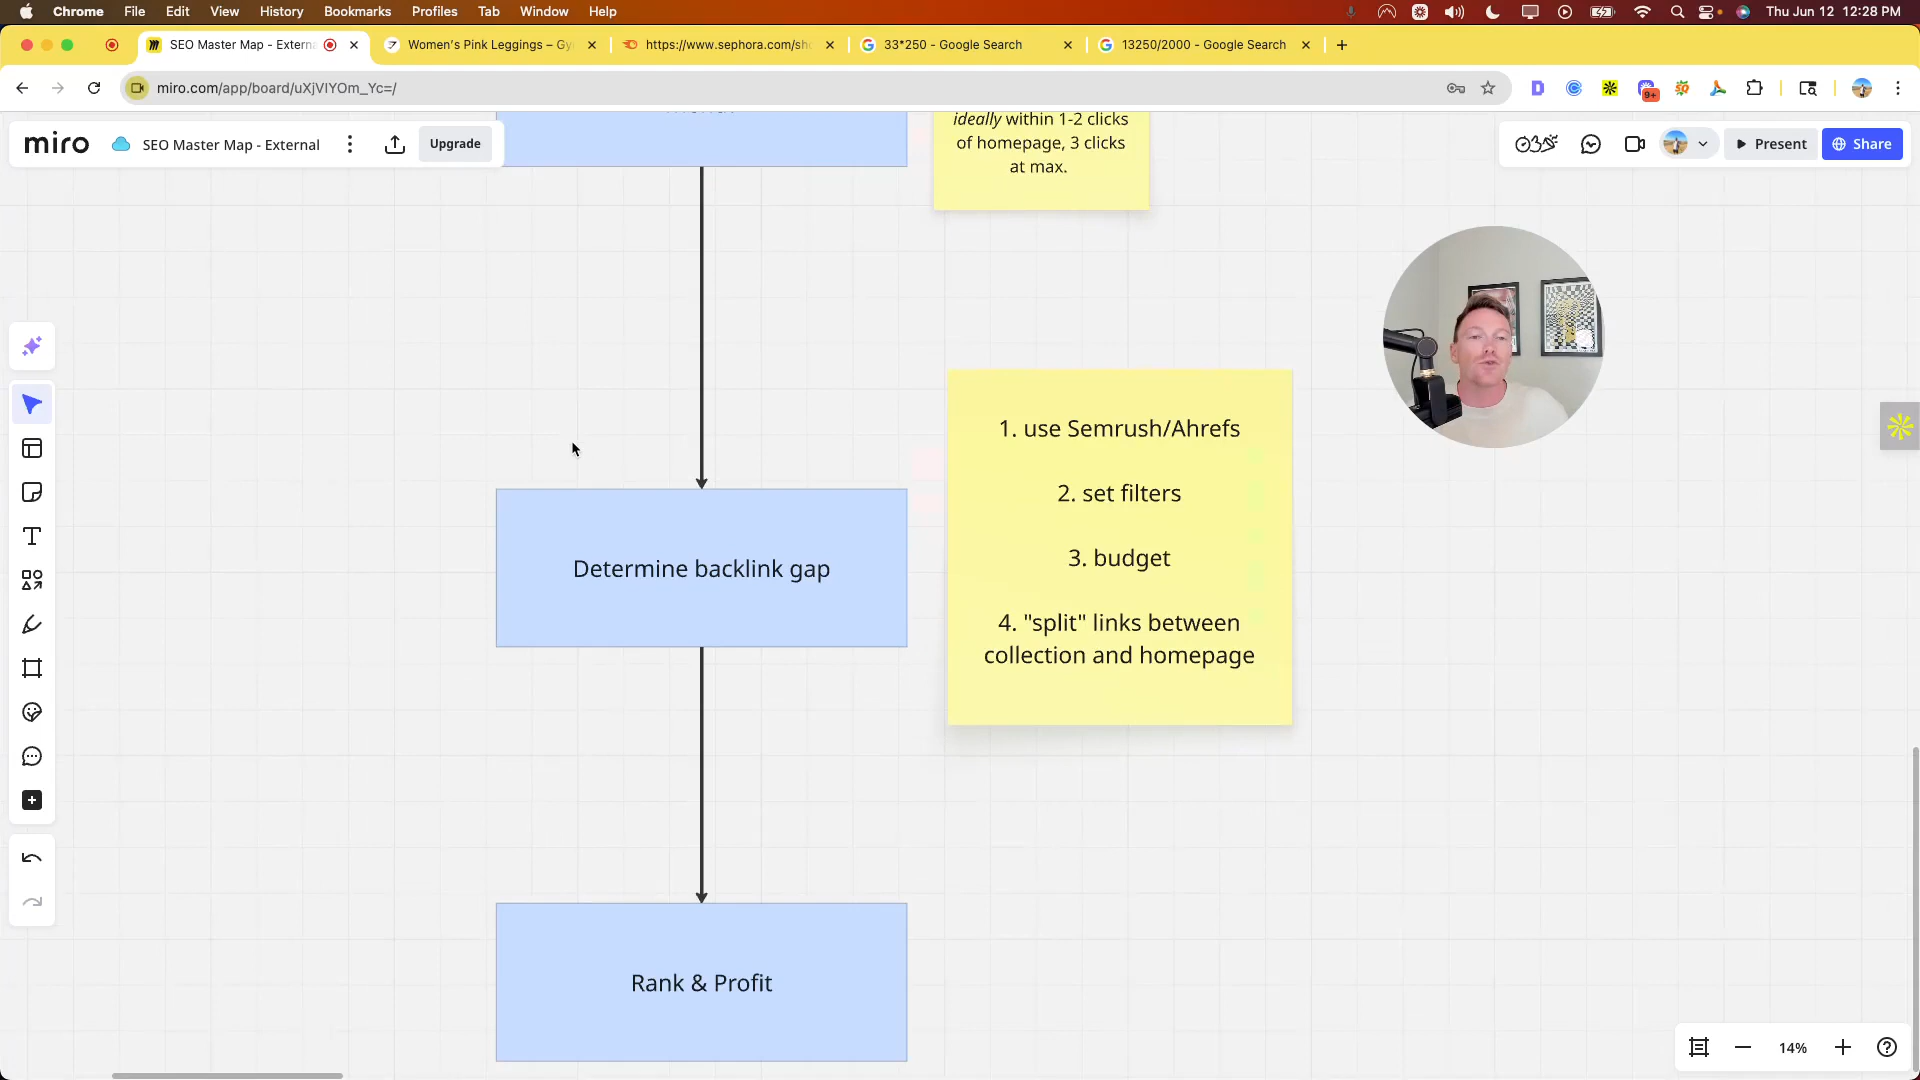 Chrome File Edit View History Bookmarks Profiles Tab Window Help
Thu Jun 12 12:28 PM
SEO Master Map - Extern
Women's Pink Leggings – Gy
https://www.sephora.com/sh
33*250 - Google Search
13250/2000 - Google Search
miro.com/app/board/uXjVIYOm_Yc=/
9+
miro
SEO Master Map - External
Upgrade
Present
Share
ideally within 1-2 clicks
of homepage, 3 clicks
at max.
1. use Semrush/Ahrefs
2. set filters
3. budget
4. "split" links between
collection and homepage
Determine backlink gap
Rank & Profit
14%